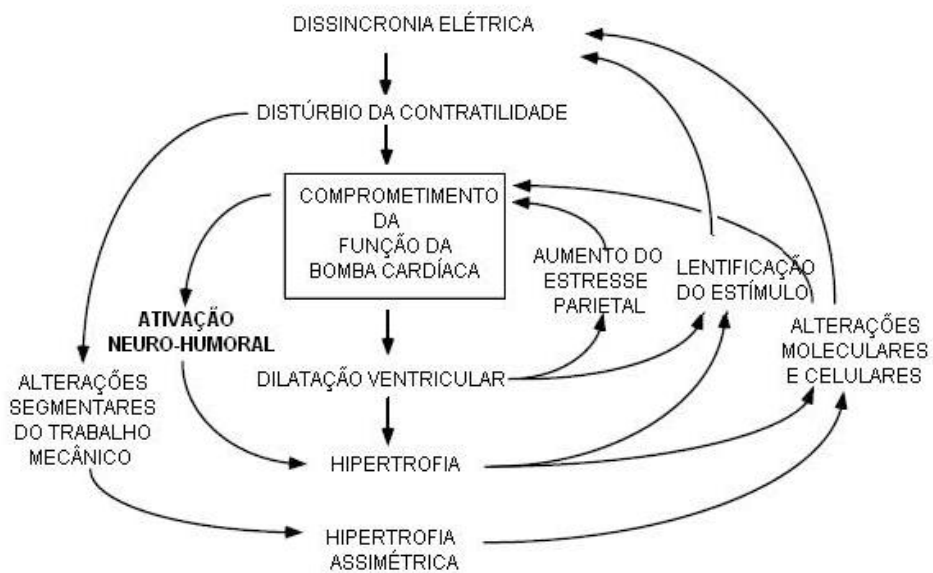 DISSINCRONIA ELÉTRICA
DISTÚRBIO DA CONTRATILIDADE
COMPROMETIMENTO
DA
FUNÇÃO DA
BOMBA CARDÍACA
AUMENTO DO
ESTRESSE
PARIETAL
LENTIFICAÇÃO
DO ESTÍMULO
ATIVAÇÃO
NEURO-HUMORAL
ALTERAÇÕES
MOLECULARES
E CELULARES
DILATAÇÃO VENTRICULAR
ALTERAÇÕES
SEGMENTARES
DO TRABALHO
MECÂNICO
HIPERTROFIA
HIPERTROFIA
ASSIMÉTRICA